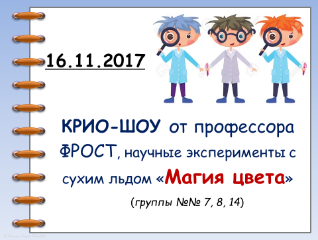 16.11.2017
КРИО-ШОУ от профессора
ФРОСТ, научные эксперименты с
сухим льдом «Магия цвета»
(группы №№ 7, 8, 14)